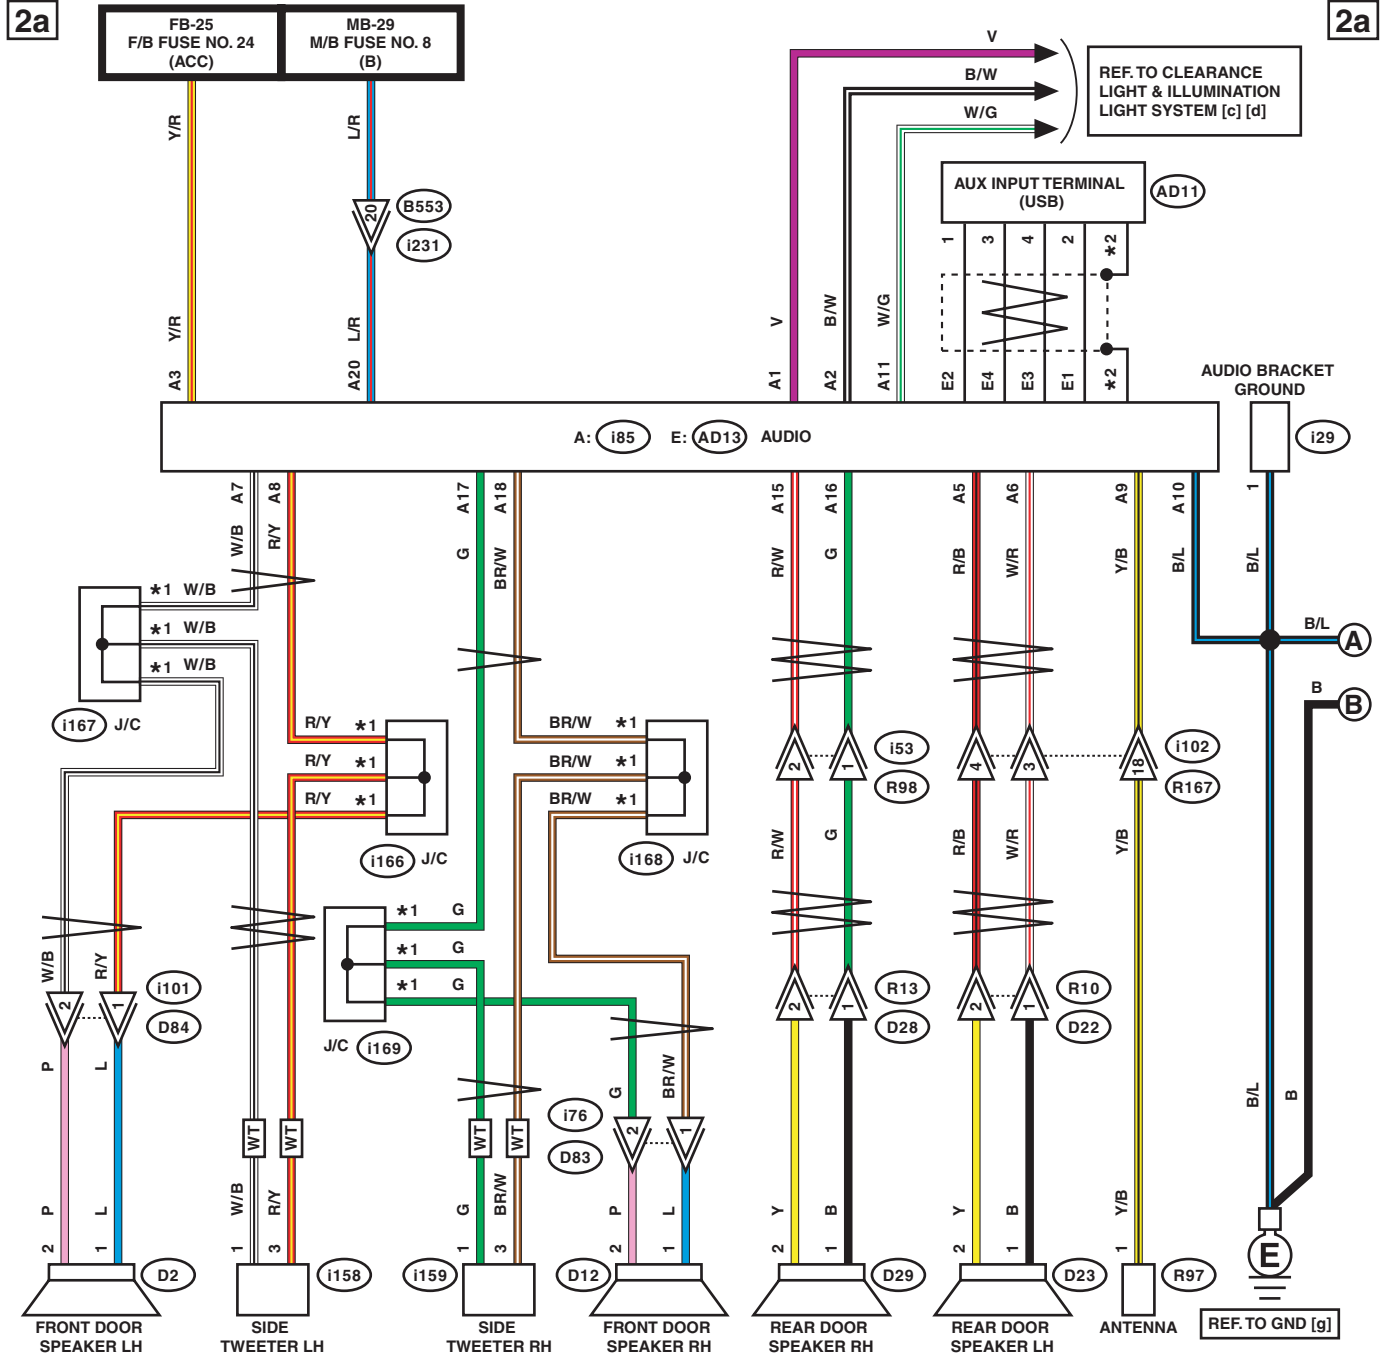 2a
2a
FB-25
F/B FUSE NO. 24
(ACC)
MB-29
M/B FUSE NO. 8
(B)
V
B/W
W/G
REF. TO CLEARANCE
LIGHT & ILLUMINATION
LIGHT SYSTEM [c] [d]
Y/R
L/R
20
B553
i231
AUX INPUT TERMINAL
(USB)
AD11
1
3
4
2
*2
Y/R
L/R
V
B/W
W/G
A3
A20
A1
A2
A11
E2
E4
E3
E1
*2
AUDIO BRACKET
GROUND
A: i85 E: AD13 AUDIO
i29
A7
A8
A17
A18
A15
A16
A5
A6
A9
A10
1
W/B
R/Y
G
BR/W
R/W
G
R/B
W/R
Y/B
B/L
B/L
*1 W/B
*1 W/B
*1 W/B
i167 J/C
B/L
A
B
B
R/Y *1
R/Y *1
R/Y *1
i166 J/C
BR/W *1
BR/W *1
BR/W *1
i168 J/C
2
1
i53
R98
4
3
18
i102
R167
R/W
G
R/B
W/R
Y/B
*1 G
*1 G
*1 G
J/C i169
W/B
R/Y
2
1
i101
D84
2
1
R13
D28
2
1
R10
D22
P
L
G
BR/W
i76
D83
2
1
B/L
B
WT
WT
WT
WT
P
L
W/B
R/Y
G
BR/W
P
L
Y
B
Y
B
Y/B
2
1
1
3
1
3
2
1
2
1
2
1
1
E
D2
i158
i159
D12
D29
D23
R97
FRONT DOOR
SPEAKER LH
SIDE
TWEETER LH
SIDE
TWEETER RH
FRONT DOOR
SPEAKER RH
REAR DOOR
SPEAKER RH
REAR DOOR
SPEAKER LH
ANTENNA
REF. TO GND [g]